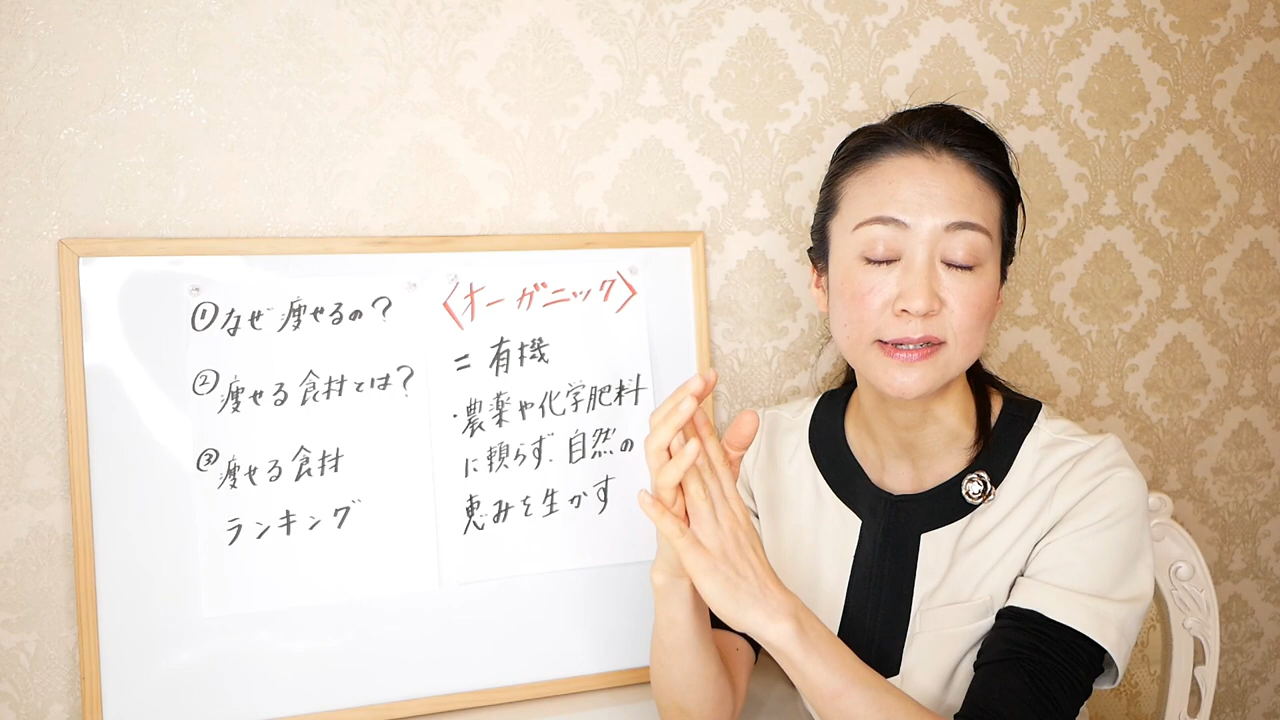 ①なぜ痩せるの?
②痩せる食材とは?
③痩せる食材
ランキング
〈オーガニック〉
=有機
・農薬や化学肥料
に頼らず、自然の
恵みを生かす